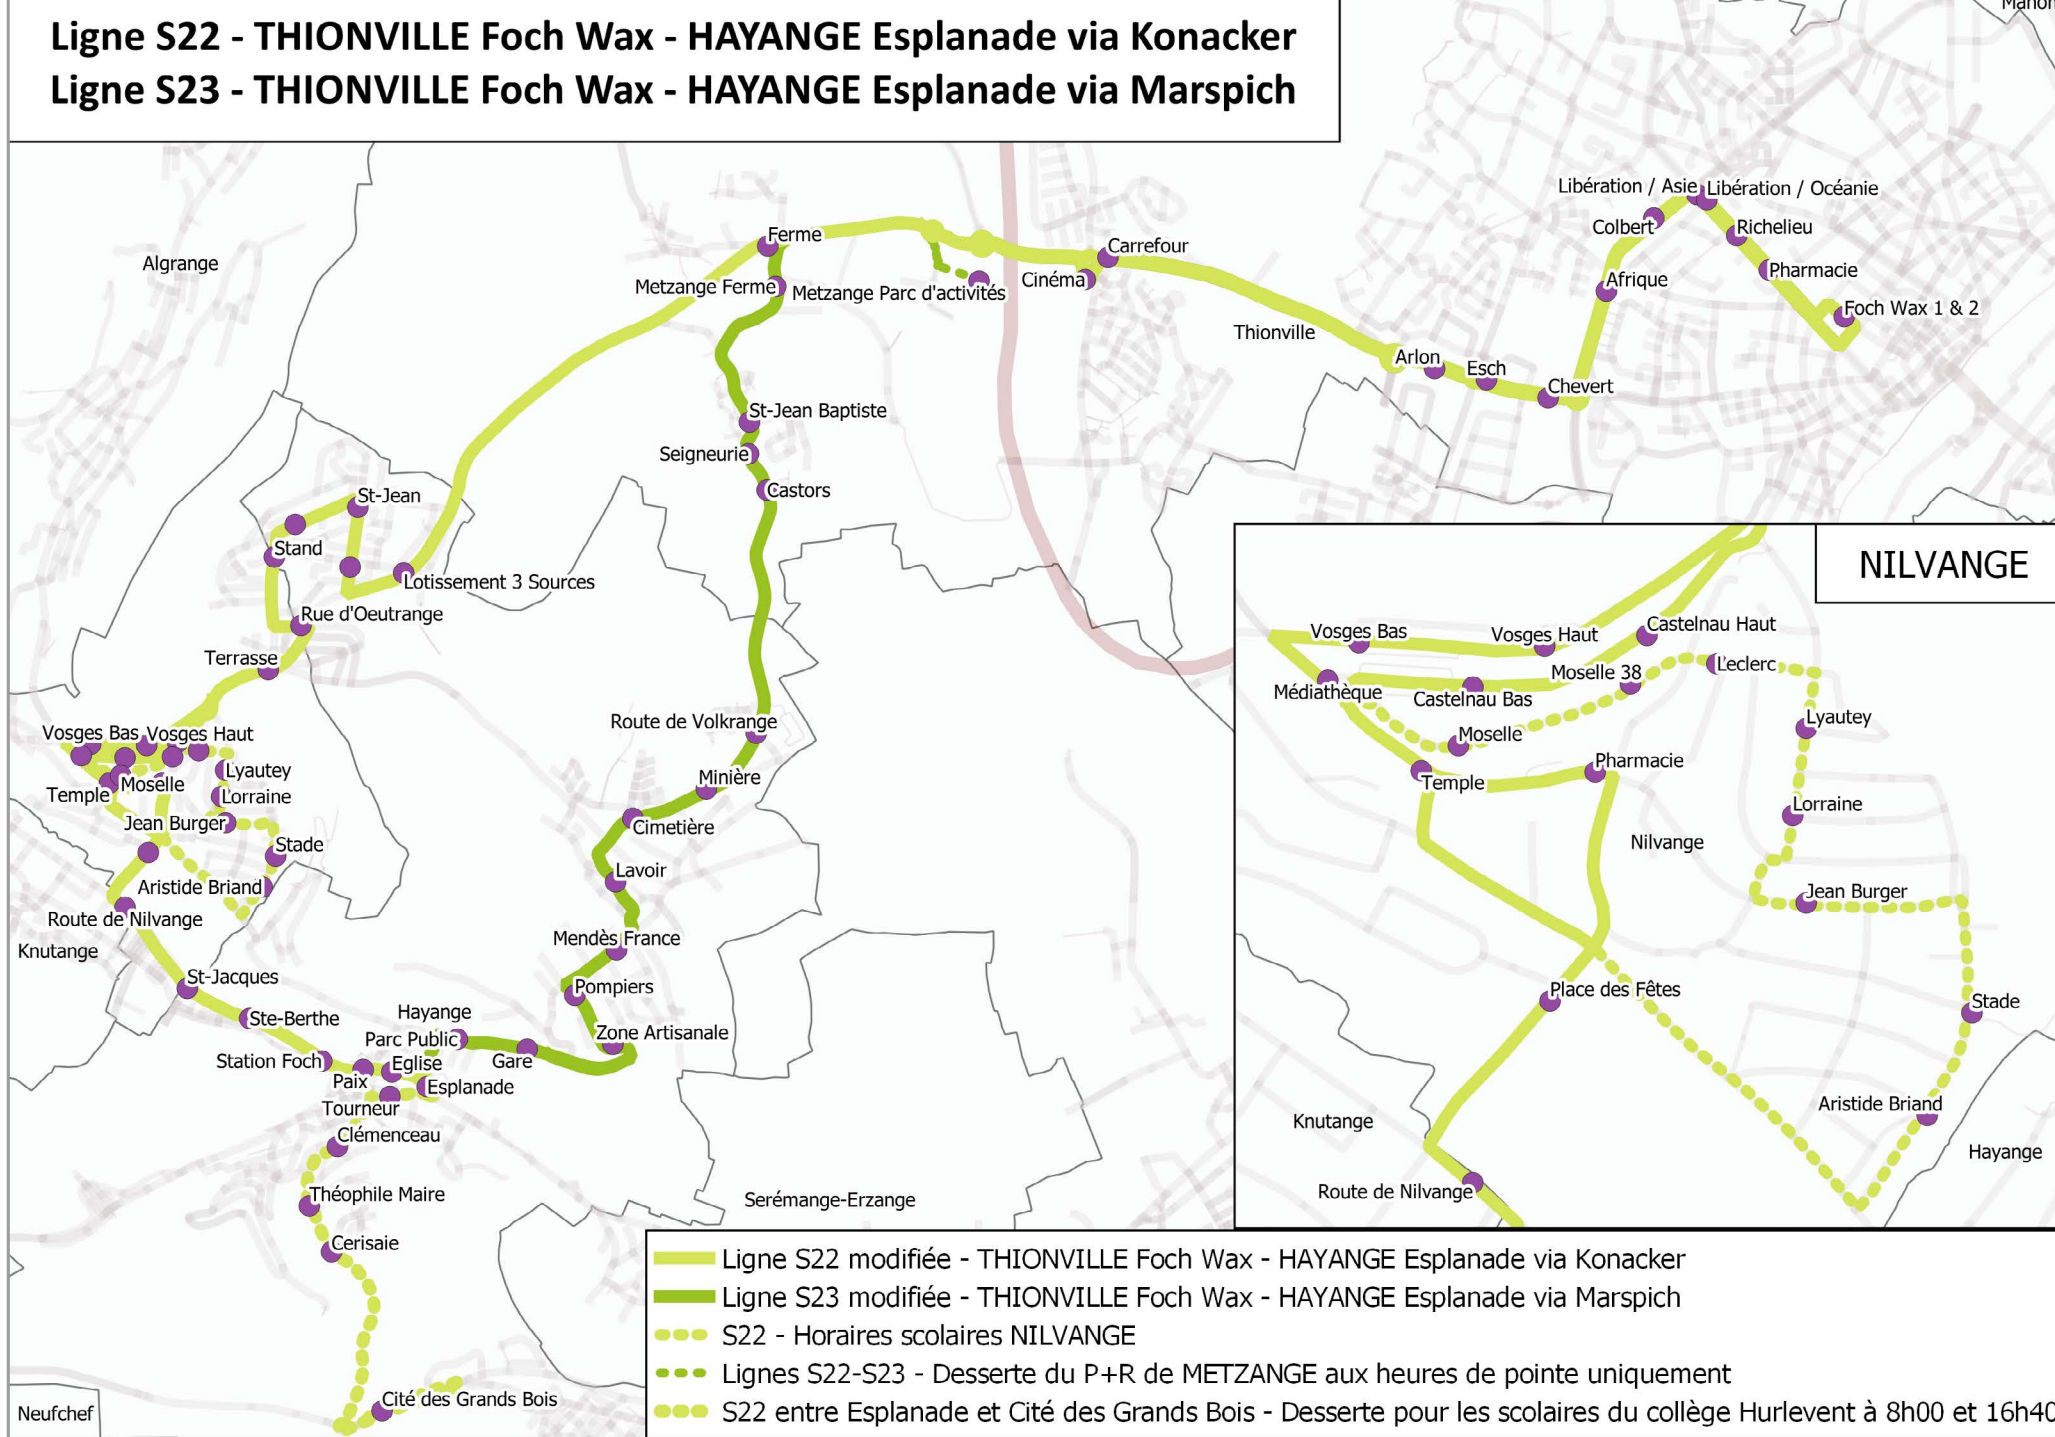 Ligne S22 - THIONVILLE Foch Wax - HAYANGE Esplanade via Konacker
Ligne S23 - THIONVILLE Foch Wax - HAYANGE Esplanade via Marspich
Algrange
Ferme
Metzange Ferme
Metzange Parc d'activités
Cinéma
Carrefour
Thionville
Arlon
Esch
Chevert
Afrique
Colbert
Libération / Asie
Libération / Océanie
Richelieu
Pharmacie
Foch Wax 1 & 2
St-Jean Baptiste
Seigneurie
Castors
St-Jean
Stand
Lotissement 3 Sources
Rue d'Oeutrange
Terrasse
Route de Volkrange
Minière
Cimetière
Lavoir
Mendès France
Pompiers
Zone Artisanale
Gare
Hayange
Parc Public
Vosges Bas
Vosges Haut
Lyautey
Moselle
Lorraine
Temple
Jean Burger
Stade
Aristide Briand
Route de Nilvange
Knutange
St-Jacques
Ste-Berthe
Station Foch
Paix
Eglise
Esplanade
Tourneur
Clémenceau
Théophile Maire
Cerisaie
Cité des Grands Bois
Neufchef
Serémange-Erzange
NILVANGE
Vosges Bas
Vosges Haut
Castelnau Haut
Médiathèque
Castelnau Bas
Moselle 38
Leclerc
Moselle
Lyautey
Temple
Pharmacie
Lorraine
Nilvange
Jean Burger
Place des Fêtes
Stade
Aristide Briand
Knutange
Hayange
Route de Nilvange
Ligne S22 modifiée - THIONVILLE Foch Wax - HAYANGE Esplanade via Konacker
Ligne S23 modifiée - THIONVILLE Foch Wax - HAYANGE Esplanade via Marspich
S22 - Horaires scolaires NILVANGE
Lignes S22-S23 - Desserte du P+R de METZANGE aux heures de pointe uniquement
S22 entre Esplanade et Cité des Grands Bois - Desserte pour les scolaires du collège Hurlevent à 8h00 et 16h40